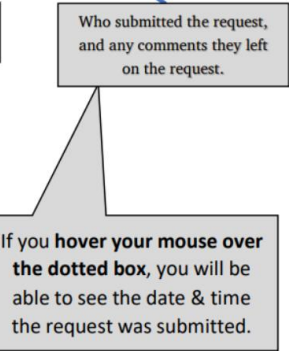 Who submitted the request,
and any comments they left
on the request.
If you hover your mouse over
the dotted box, you will be
able to see the date & time
the request was submitted.